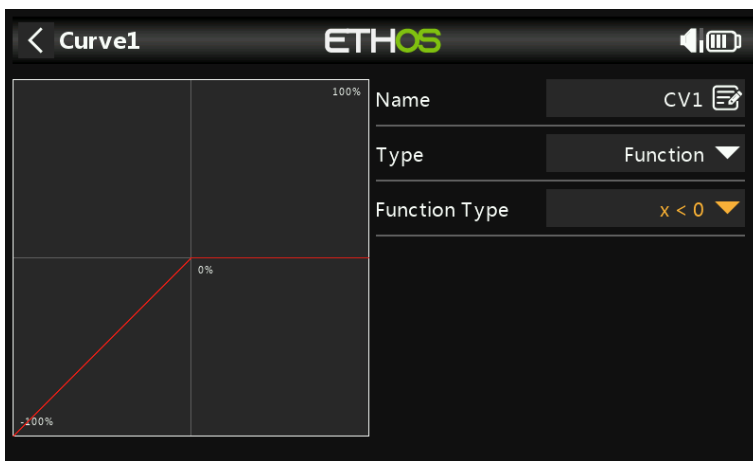 Curve1
ETHOS
100%
Name
CV1
Type
Function
Function Type
x < 0
0%
-100%